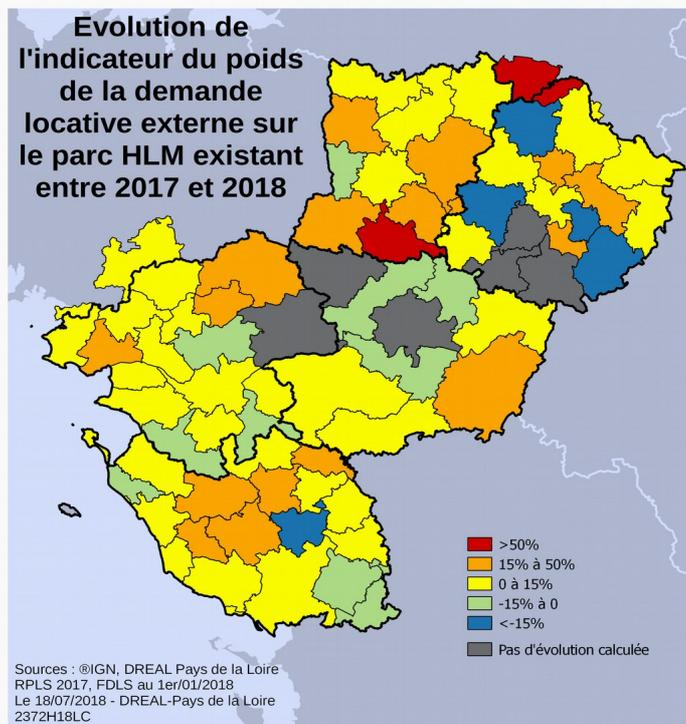 Evolution de
l'indicateur du poids
de la demande
locative externe sur
le parc HLM existant
entre 2017 et 2018
>50%
15% à 50%
0 à 15%
-15% à 0
<-15%
Pas d'évolution calculée
Sources : ®IGN, DREAL Pays de la Loire
RPLS 2017, FDLS au 1er/01/2018
Le 18/07/2018 - DREAL-Pays de la Loire
2372H18LC